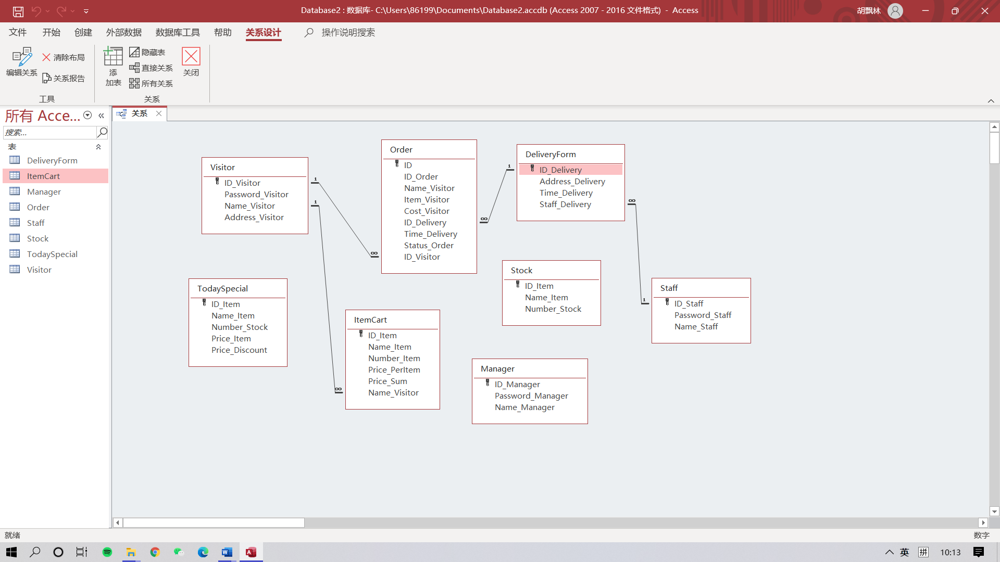 Database2 : 数据库- C:\Users\86199\Documents\Database2.accdb (Access 2007 - 2016 文件格式) - Access
胡飘林
文件 开始 创建 外部数据 数据库工具 帮助 关系设计 操作说明搜索
编辑关系
清除布局
关系报告
工具
添
加表
隐藏表
直接关系
所有关系
关闭
关系
所有 Acce...
搜索...
表
DeliveryForm
ItemCart
Manager
Order
Staff
Stock
TodaySpecial
Visitor
关系
Visitor
ID_Visitor
Password_Visitor
Name_Visitor
Address_Visitor
1
1
∞
∞
Order
ID
ID_Order
Name_Visitor
Item_Visitor
Cost_Visitor
ID_Delivery
Time_Delivery
Status_Order
ID_Visitor
1
∞
DeliveryForm
ID_Delivery
Address_Delivery
Time_Delivery
Staff_Delivery
∞
1
TodaySpecial
ID_Item
Name_Item
Number_Stock
Price_Item
Price_Discount
ItemCart
ID_Item
Name_Item
Number_Item
Price_PerItem
Price_Sum
Name_Visitor
Stock
ID_Item
Name_Item
Number_Stock
Manager
ID_Manager
Password_Manager
Name_Manager
Staff
ID_Staff
Password_Staff
Name_Staff
就绪
数字
英
拼
10:13